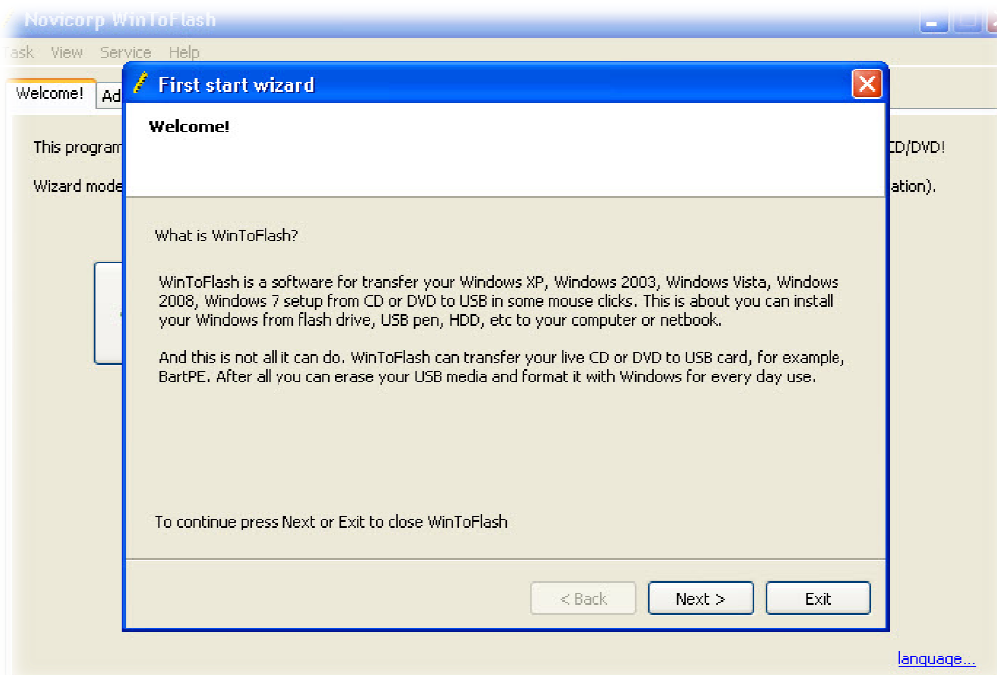 Novicorp WinToFlash
Task View Service Help
Welcome! Ad
First start wizard
Welcome!
This program
CD/DVD!
Wizard mode
ation).
What is WinToFlash?
WinToFlash is a software for transfer your Windows XP, Windows 2003, Windows Vista, Windows
2008, Windows 7 setup from CD or DVD to USB in some mouse clicks. This is about you can install
your Windows from flash drive, USB pen, HDD, etc to your computer or netbook.
And this is not all it can do. WinToFlash can transfer your live CD or DVD to USB card, for example,
BartPE. After all you can erase your USB media and format it with Windows for every day use.
To continue press Next or Exit to close WinToFlash
< Back Next > Exit
language...